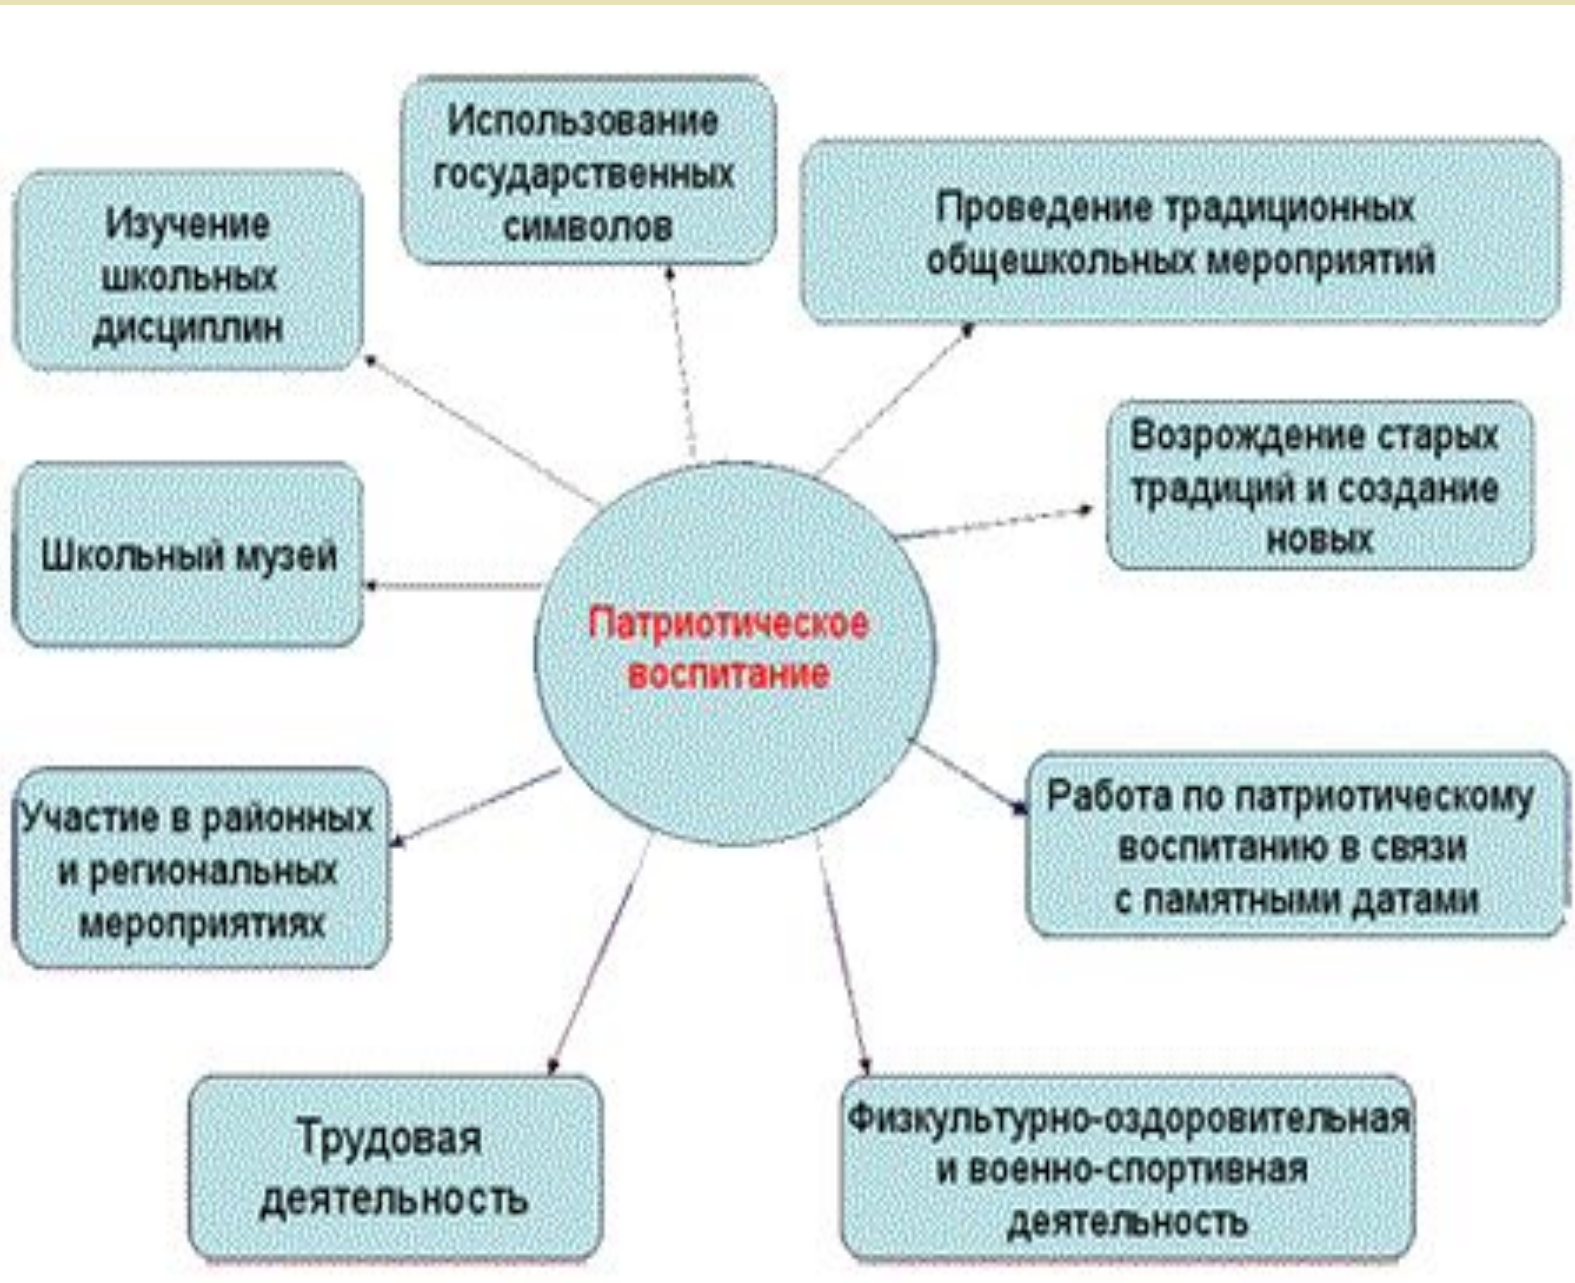 Использование
государственных
символов
Проведение традиционных
общешкольных мероприятий
Изучение
школьных
дисциплин
Возрождение старых
традиций и создание
новых
Школьный музей
Патриотическое
воспитание
Участие в районных
и региональных
мероприятиях
Работа по патриотическому
воспитанию в связи
с памятными датами
Трудовая
деятельность
Физкультурно-оздоровительная
и военно-спортивная
деятельность